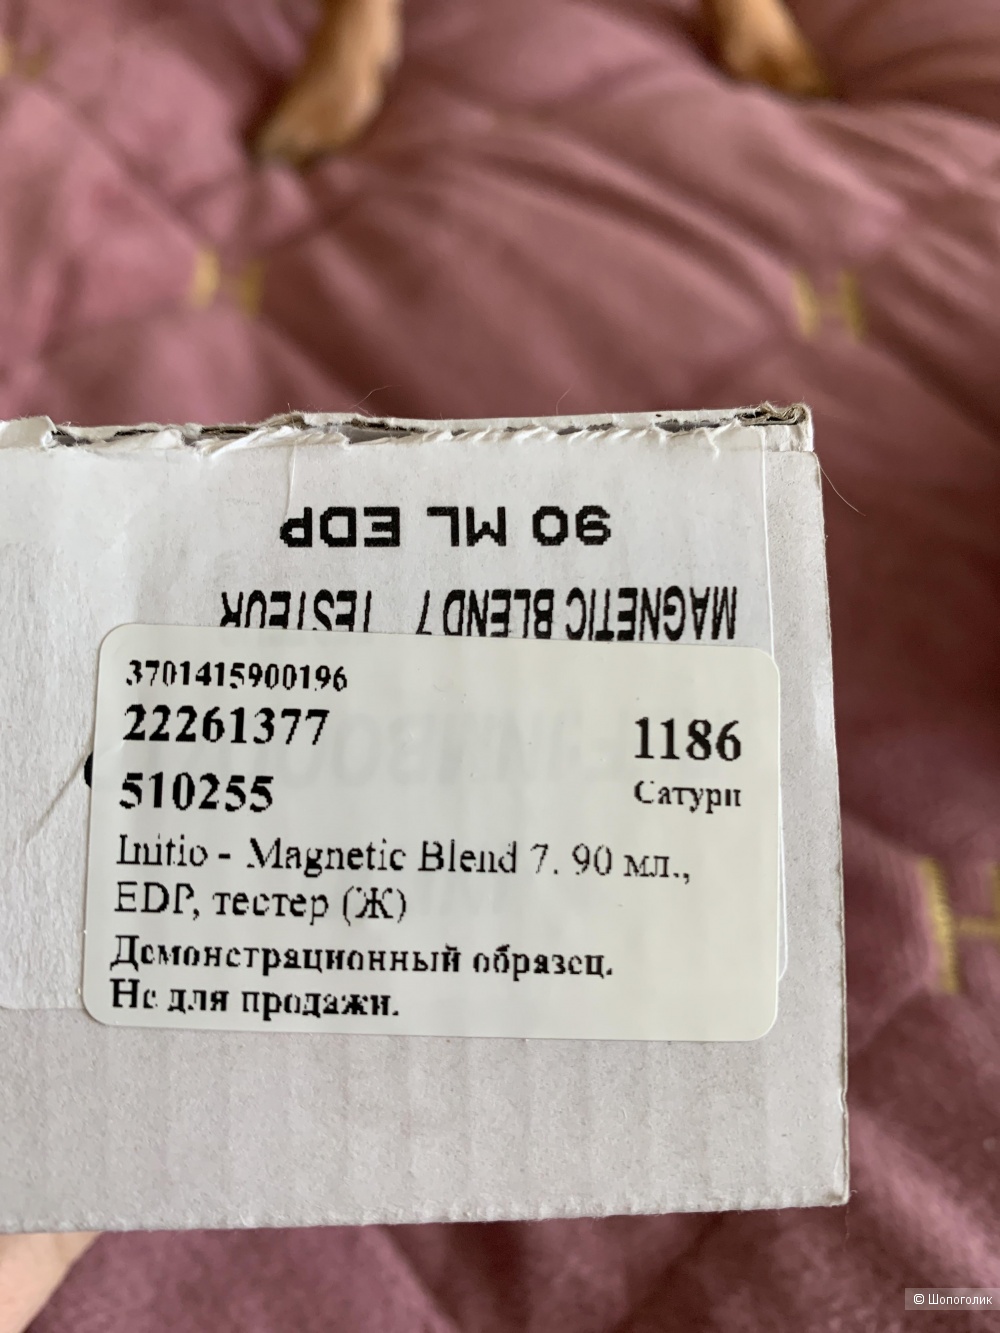 90 ML EDP
MAGNETIC BLEND 7 TESTEUR
3701415900196
22261377
1186
510255
Сатурн
Initio - Magnetic Blend 7. 90 мл.,
EDP, тестер (Ж)
Демонстрационный образец.
Не для продажи.
© Шопоголик